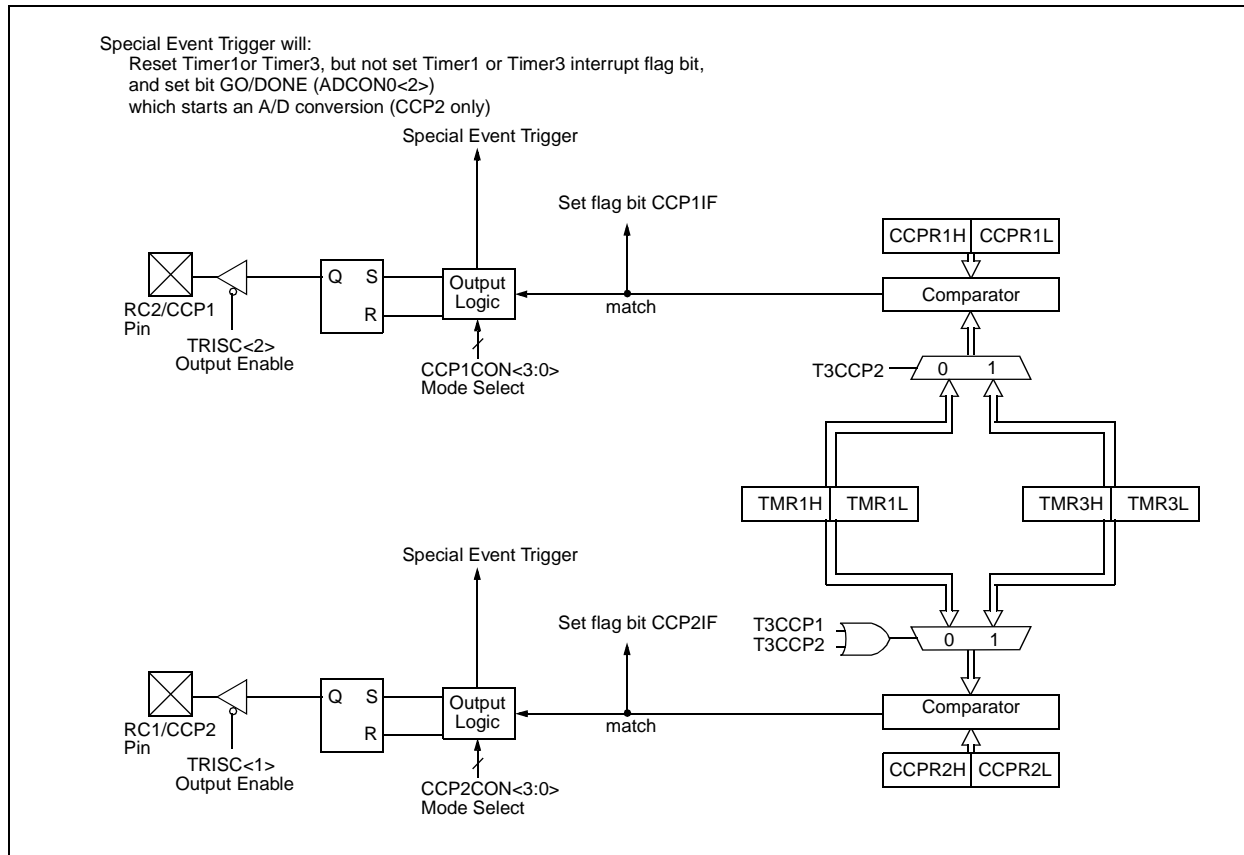 Special Event Trigger will:
Reset Timer1or Timer3, but not set Timer1 or Timer3 interrupt flag bit,
and set bit GO/DONE (ADCON0<2>)
which starts an A/D conversion (CCP2 only)
Special Event Trigger
Set flag bit CCP1IF
CCPR1H CCPR1L
Q S
R
Output
Logic
Comparator
match
RC2/CCP1
Pin
TRISC<2>
Output Enable
CCP1CON<3:0>
Mode Select
T3CCP2
0 1
TMR1H TMR1L
TMR3H TMR3L
Special Event Trigger
Set flag bit CCP2IF
T3CCP1
T3CCP2
0 1
Q S
R
Output
Logic
Comparator
match
RC1/CCP2
Pin
TRISC<1>
Output Enable
CCP2CON<3:0>
Mode Select
CCPR2H CCPR2L